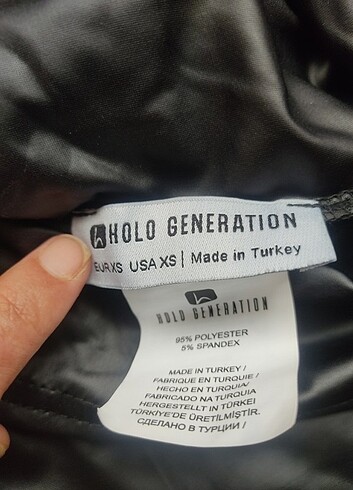 HOLO GENERATION
EUR XS USA XS | Made in Turkey
HOLO GENERATION
95% POLYESTER
5% SPANDEX
MADE IN TURKEY /
FABRIQUE EN TURQUIE/
HECHO EN TURQUIA/
FABRICADO NA TURQUIA
HERGESTELLT IN TÜRKEI
TÜRKİYE'DE ÜRETİLMİŞTİR.
СДЕЛАНО В ТУРЦИИ /